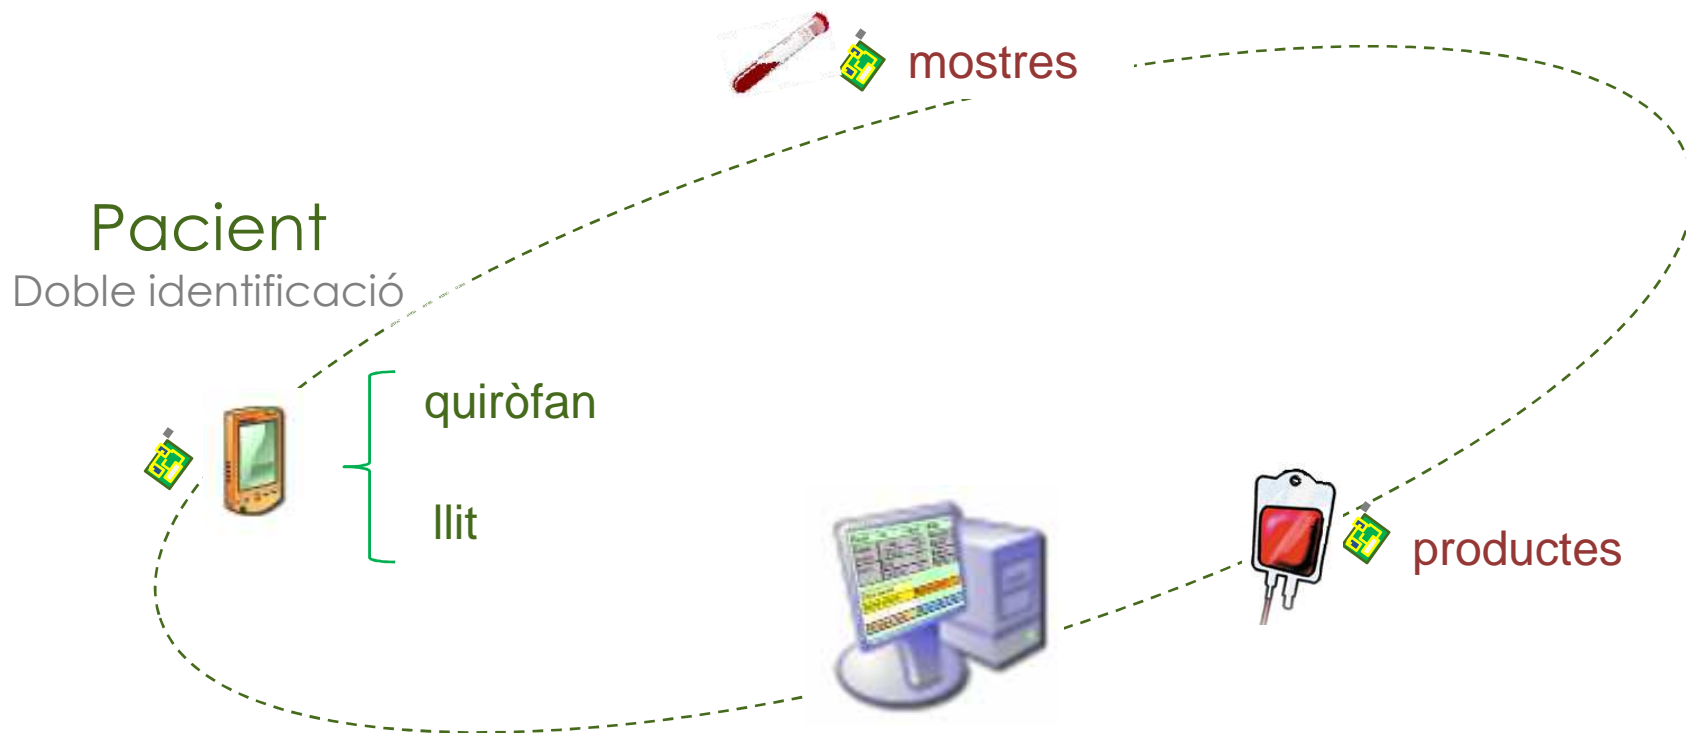 mostres
Pacient
Doble identificació
quiròfan
llit
productes